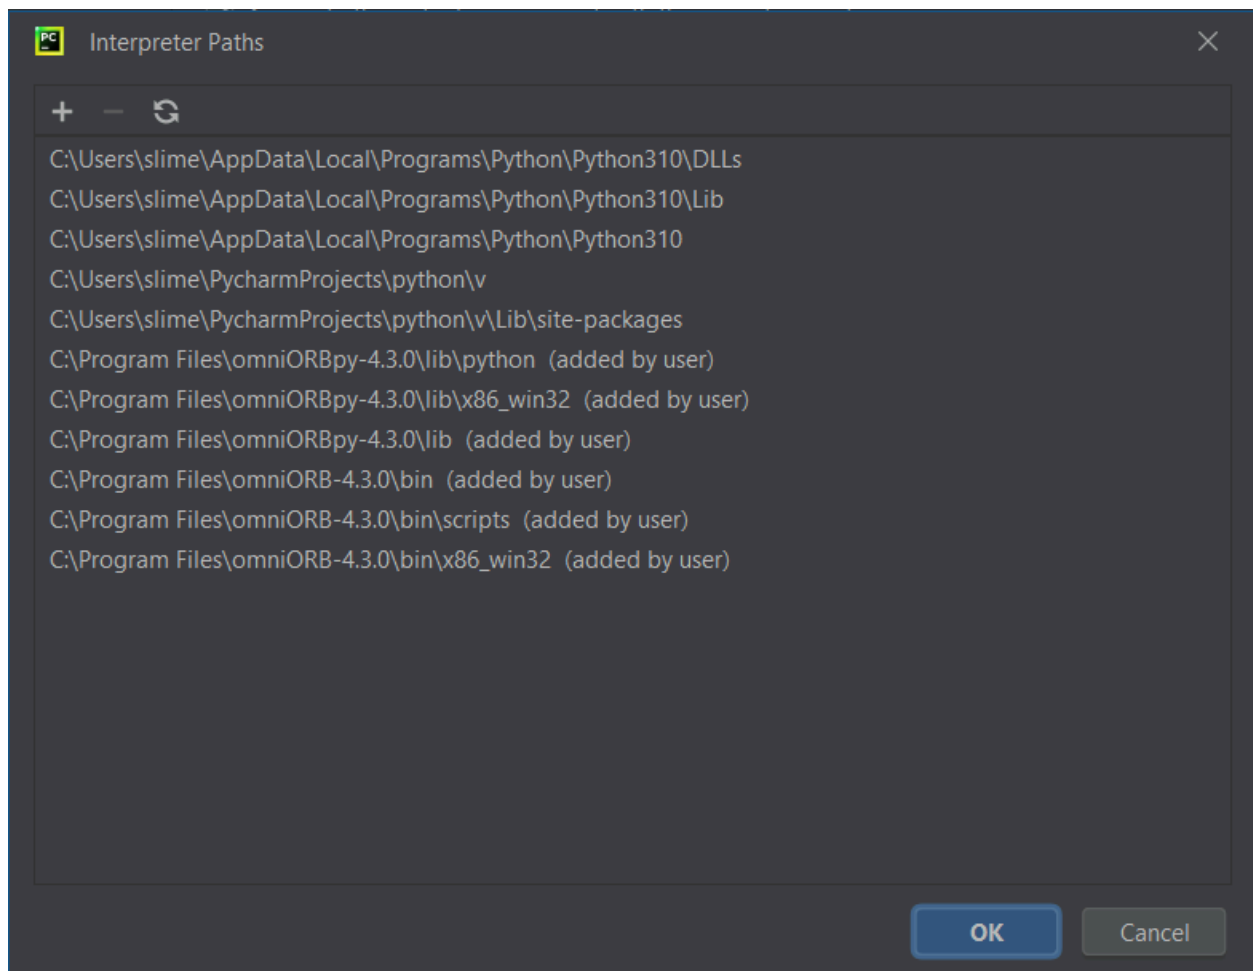 PC
Interpreter Paths
C:\Users\slime\AppData\Local\Programs\Python\Python310\DLLs
C:\Users\slime\AppData\Local\Programs\Python\Python310\Lib
C:\Users\slime\AppData\Local\Programs\Python\Python310
C:\Users\slime\PycharmProjects\python\v
C:\Users\slime\PycharmProjects\python\v\Lib\site-packages
C:\Program Files\omniORBpy-4.3.0\lib\python (added by user)
C:\Program Files\omniORBpy-4.3.0\lib\x86_win32 (added by user)
C:\Program Files\omniORBpy-4.3.0\lib (added by user)
C:\Program Files\omniORB-4.3.0\bin (added by user)
C:\Program Files\omniORB-4.3.0\bin\scripts (added by user)
C:\Program Files\omniORB-4.3.0\bin\x86_win32 (added by user)
OK Cancel